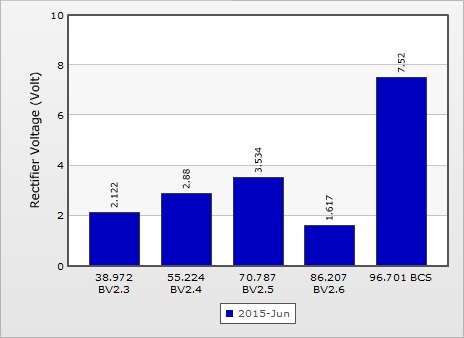 10
8
6
4
2
0
Rectifier Voltage (Volt)
2.122
2.88
3.534
1.617
7.52
38.972 55.224 70.787 86.207 96.701 BCS
BV2.3 BV2.4 BV2.5 BV2.6
2015-Jun